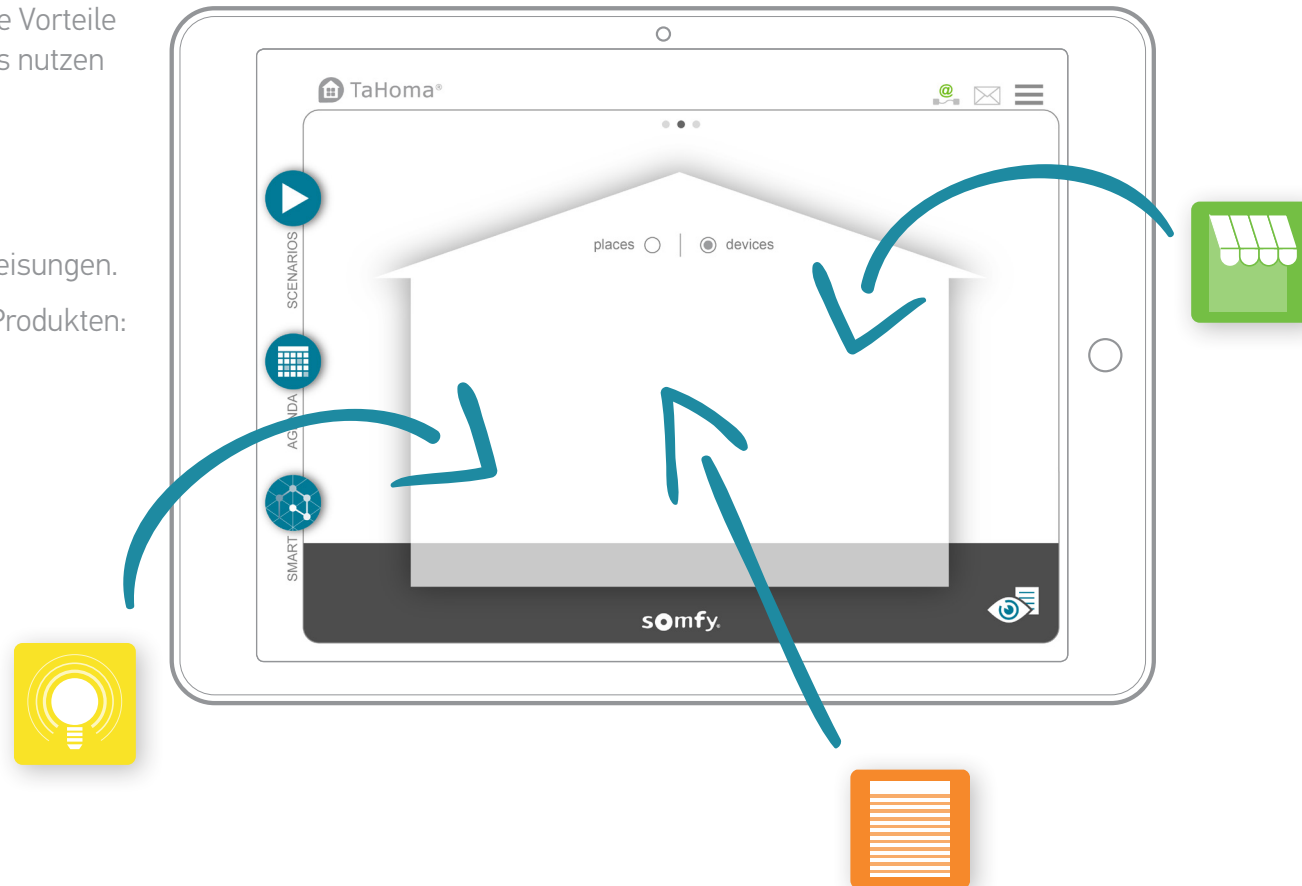 e Vorteile
s nutzen
eisungen.
Produkten:
TaHoma®
@
places
devices
SCENARIOS
AGENDA
SMART
somfy.